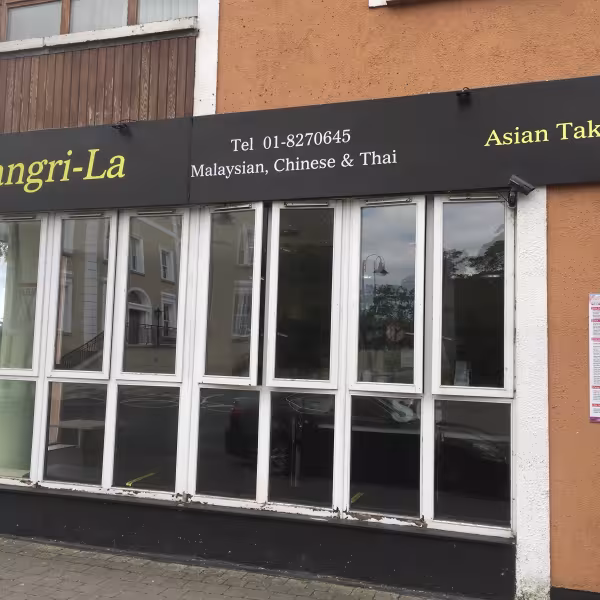 angri-La
Tel 01-8270645
Malaysian, Chinese & Thai
Asian Tak